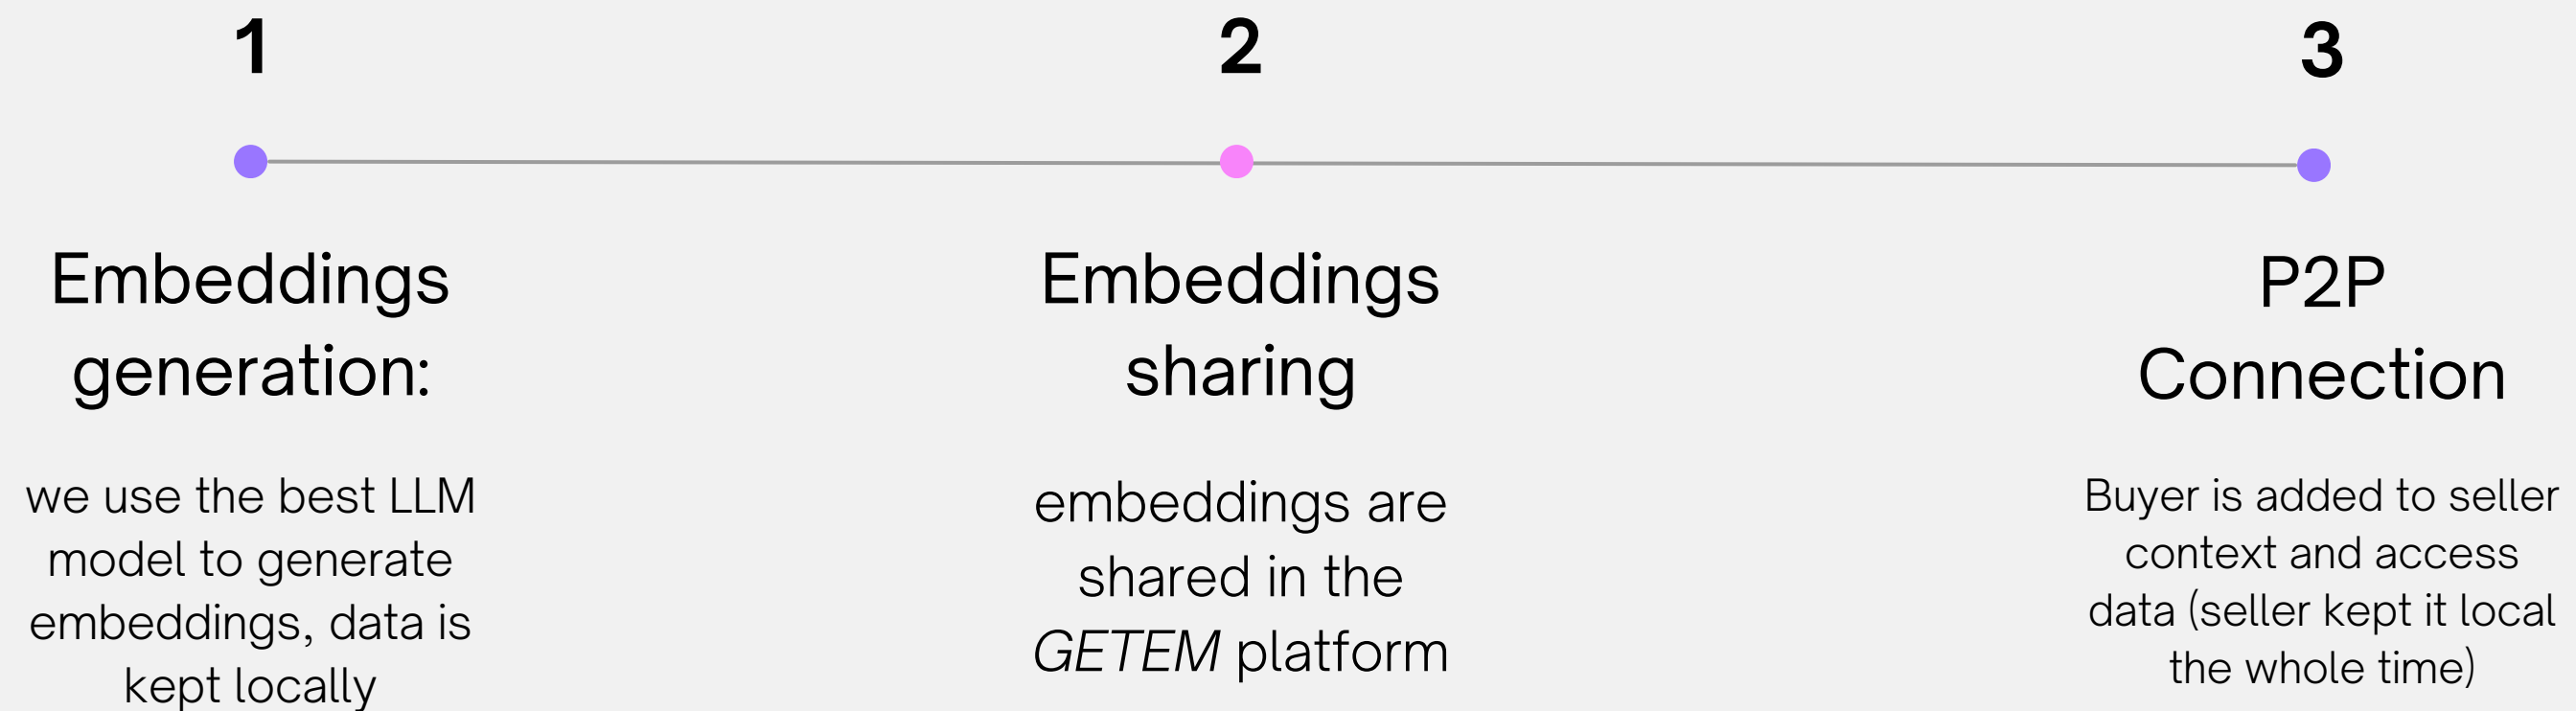 1
Embeddings
generation:
we use the best LLM
model to generate
embeddings, data is
kept locally
2
Embeddings
sharing
embeddings are
shared in the
GETEM platform
3
P2P
Connection
Buyer is added to seller
context and access
data (seller kept it local
the whole time)